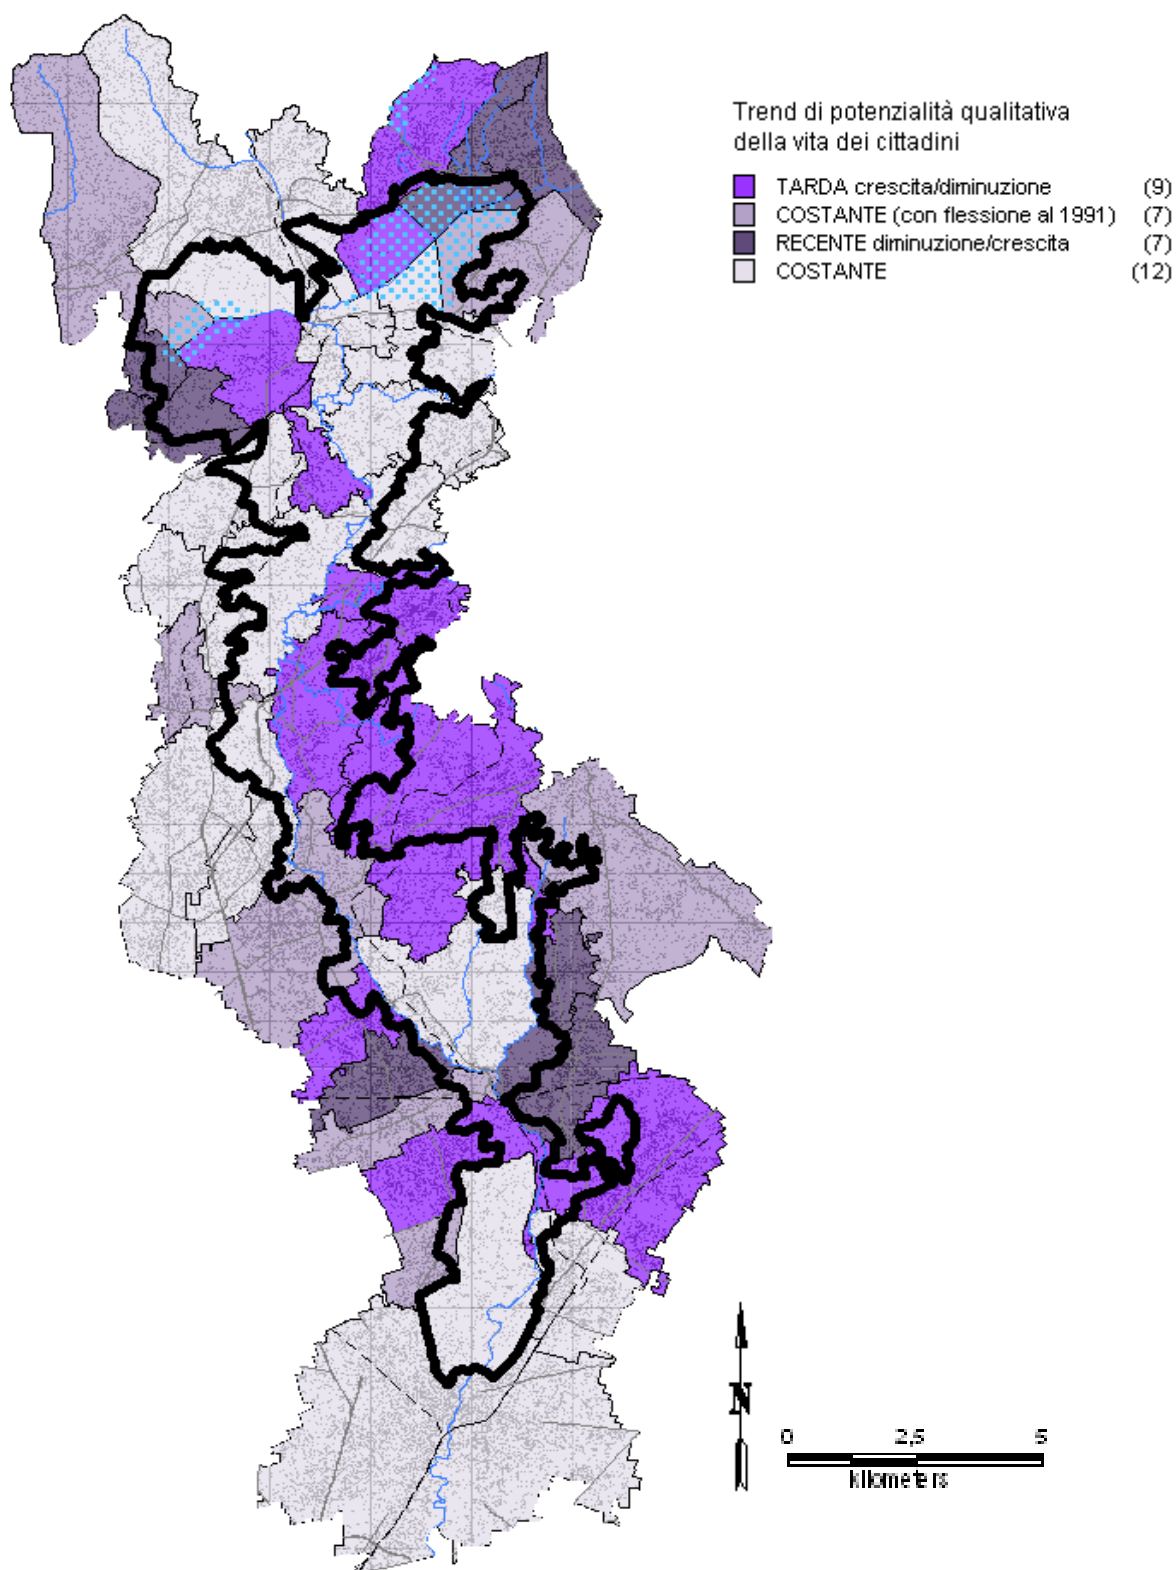 Trend di potenzialità qualitativa
della vita dei cittadini
TARDA crescita/diminuzione (9)
COSTANTE (con flessione al 1991) (7)
RECENTE diminuzione/crescita (7)
COSTANTE (12)
N
0 2,5 5
kilometers